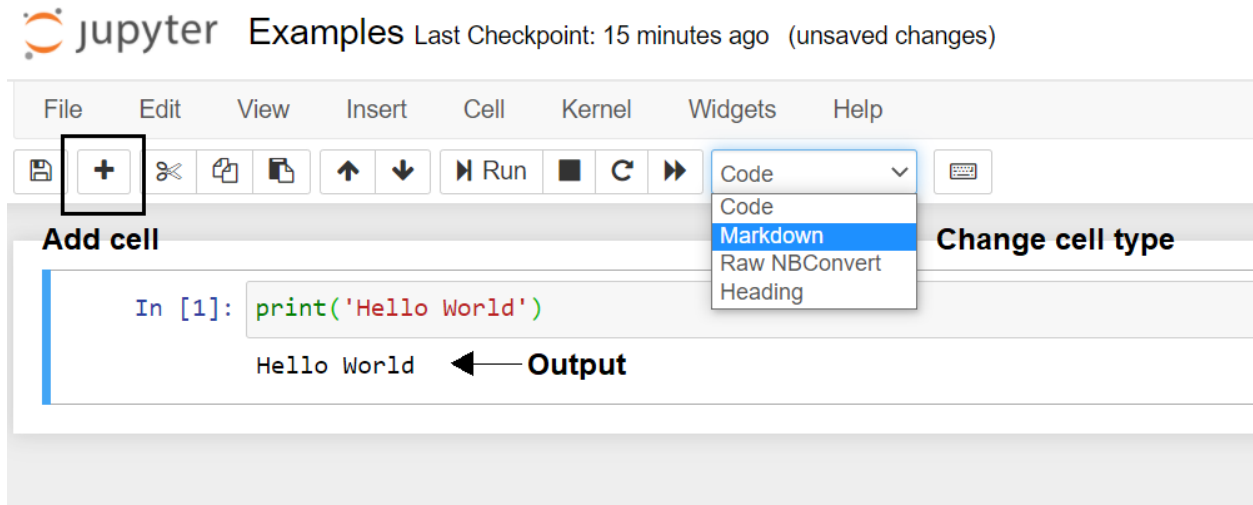 jupyter Examples Last Checkpoint: 15 minutes ago (unsaved changes)
File Edit View Insert Cell Kernel Widgets Help
Run Code
Code
Markdown
Raw NBConvert
Heading
Add cell
Change cell type
In [1]: print('Hello World')
Hello World Output